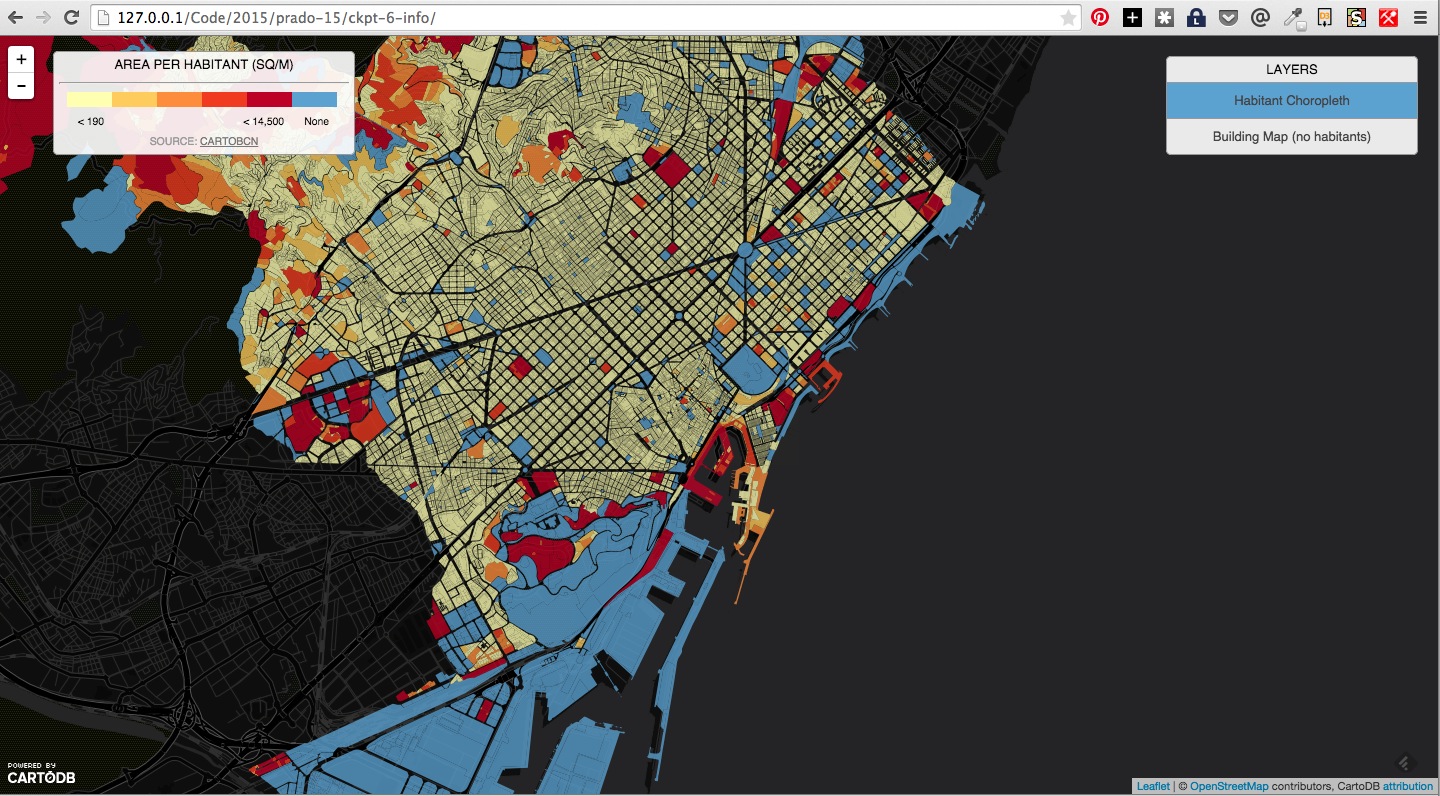 127.0.0.1/Code/2015/prado-15/ckpt-6-info/
+
-
AREA PER HABITANT (SQ/M)
< 190
< 14,500
None
SOURCE: CARTOBCN
LAYERS
Habitant Choropleth
Building Map (no habitants)
POWERED BY
CARTODB
Leaflet | © OpenStreetMap contributors, CartoDB attribution